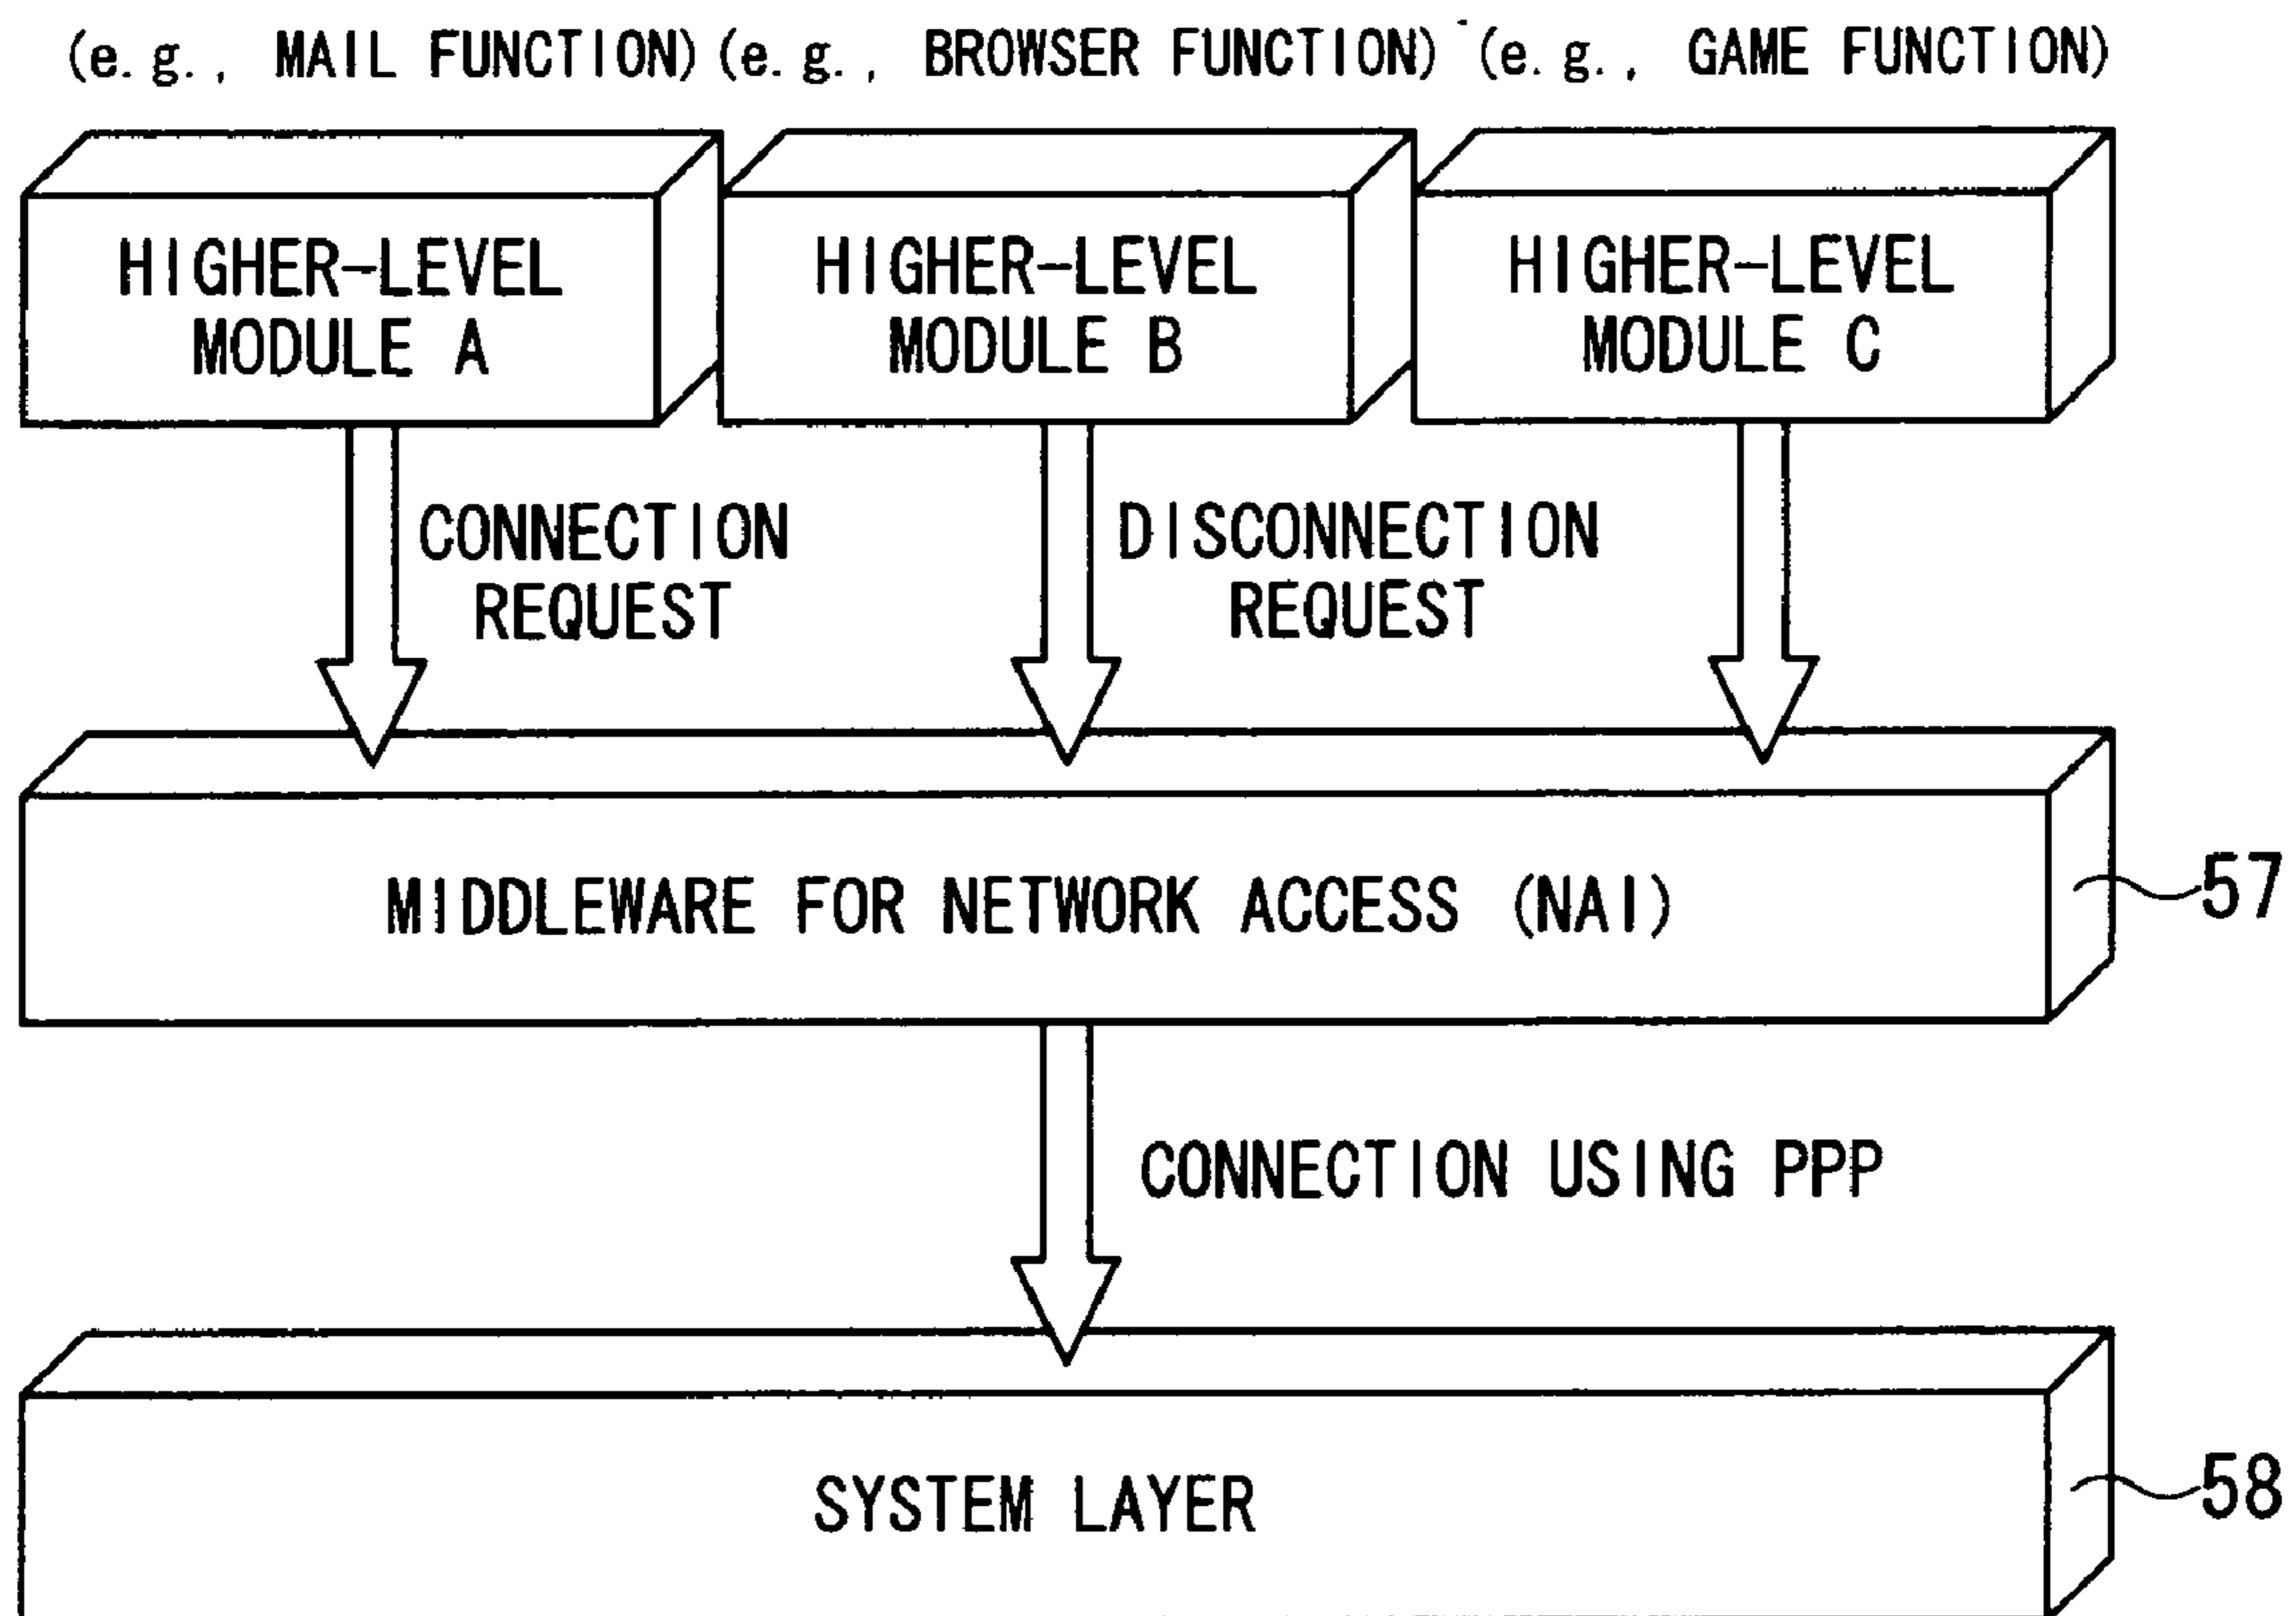 (e.g., MAIL FUNCTION) (e.g., BROWSER FUNCTION) (e.g., GAME FUNCTION)
HIGHER-LEVEL
MODULE A
HIGHER-LEVEL
MODULE B
HIGHER-LEVEL
MODULE C
CONNECTION
REQUEST
DISCONNECTION
REQUEST
MIDDLEWARE FOR NETWORK ACCESS (NAI)
57
CONNECTION USING PPP
SYSTEM LAYER
58